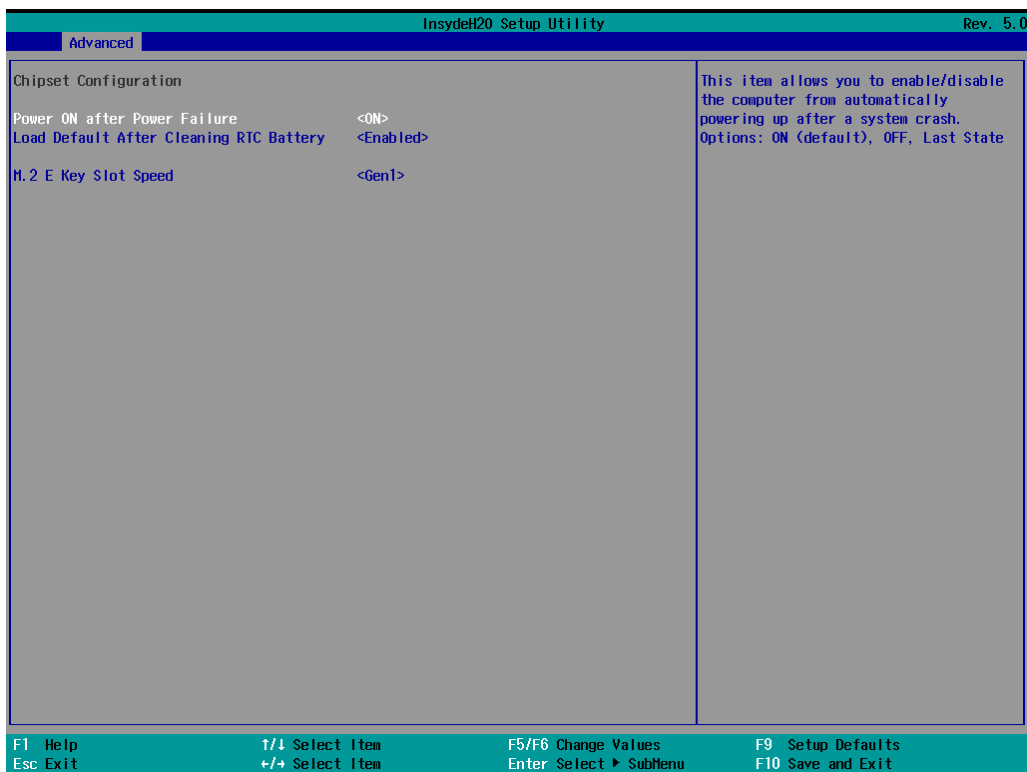 InsydeH20 Setup Utility Rev. 5.0
Advanced
Chipset Configuration
Power ON after Power Failure <ON>
Load Default After Cleaning RTC Battery <Enabled>
M.2 E Key Slot Speed <Gen1>
This item allows you to enable/disable
the computer from automatically
powering up after a system crash.
Options: ON (default), OFF, Last State
F1 Help ↑/↓ Select Item F5/F6 Change Values F9 Setup Defaults
Esc Exit ←/→ Select Item Enter Select ▶ SubMenu F10 Save and Exit